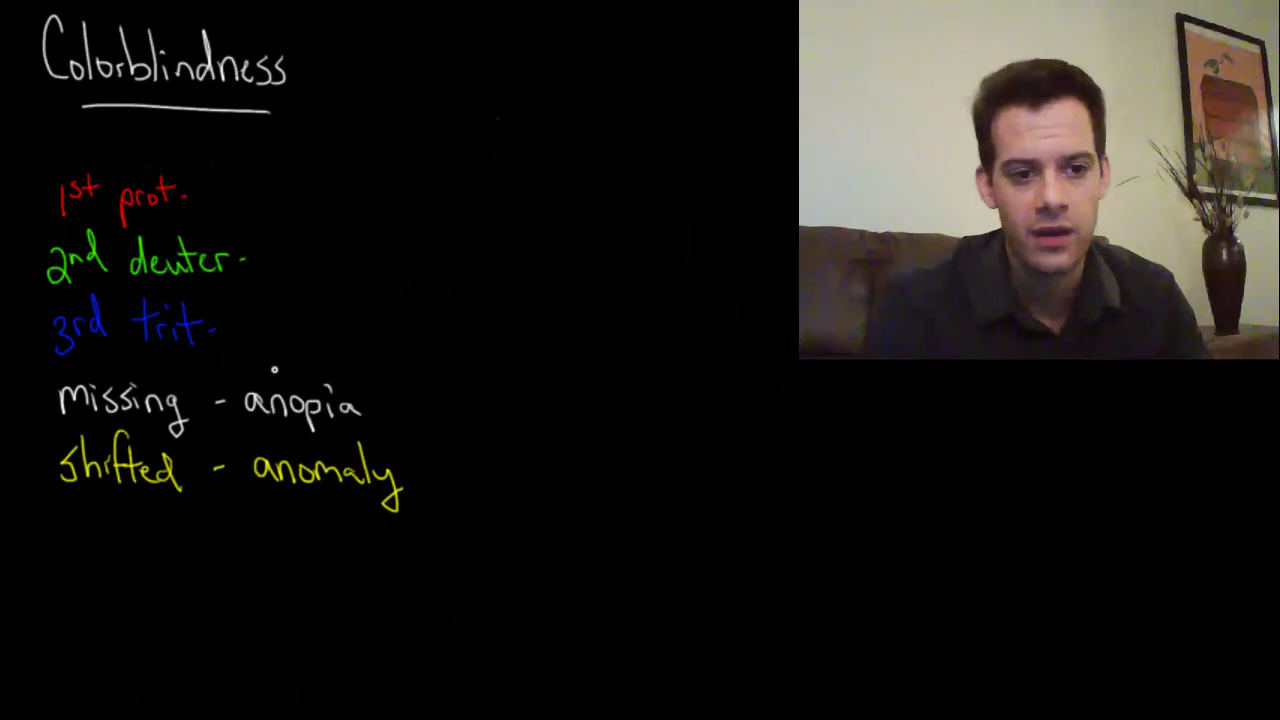 Colorblindness
1st prot-
2nd deuter-
3rd trit-
missing - anopia
shifted - anomaly